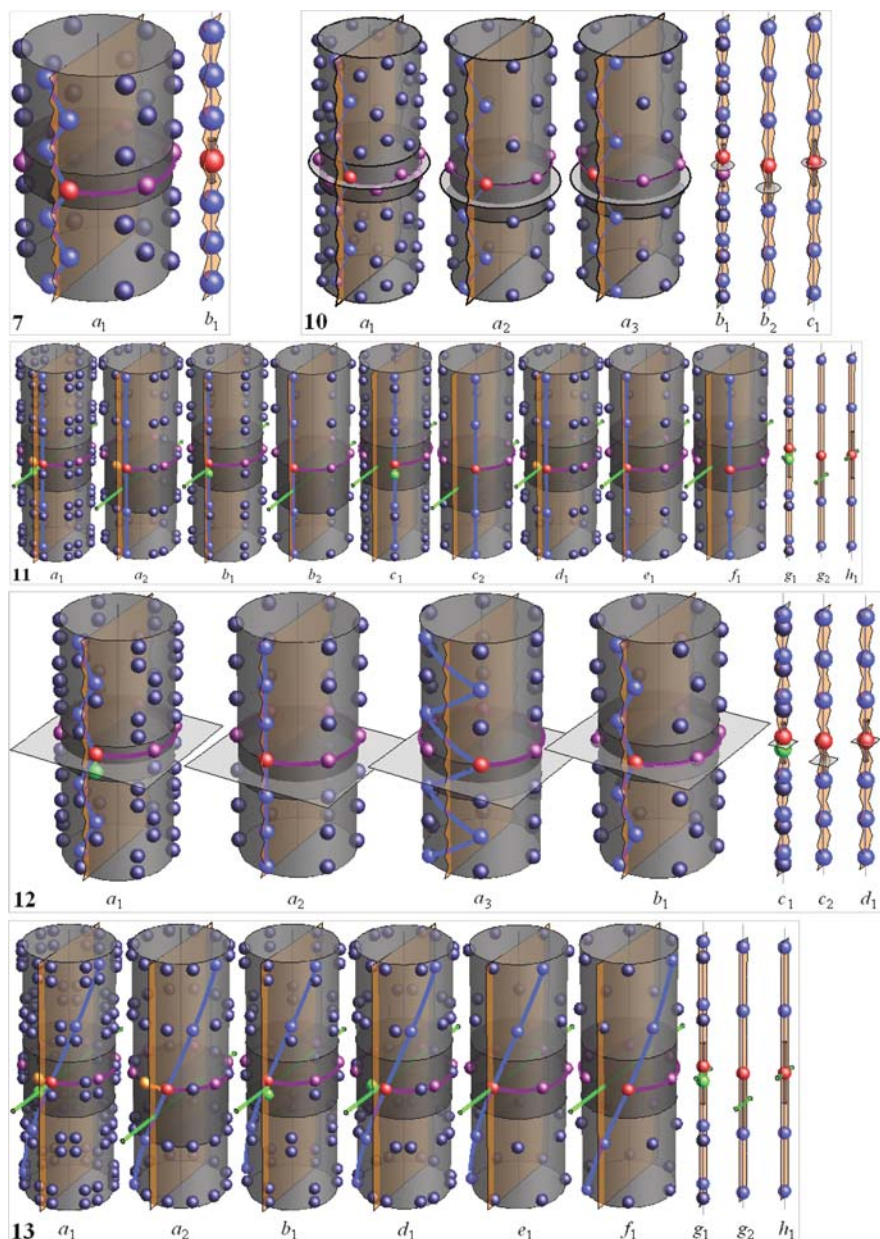 7 a₁ b₁
10 a₁ a₂ a₃ b₁ b₂ c₁
11 a₁ a₂ b₁ b₂ c₁ c₂ d₁ e₁ f₁ g₁ g₂ h₁
12 a₁ a₂ a₃ b₁ c₁ c₂ d₁
13 a₁ a₂ b₁ d₁ e₁ f₁ g₁ g₂ h₁